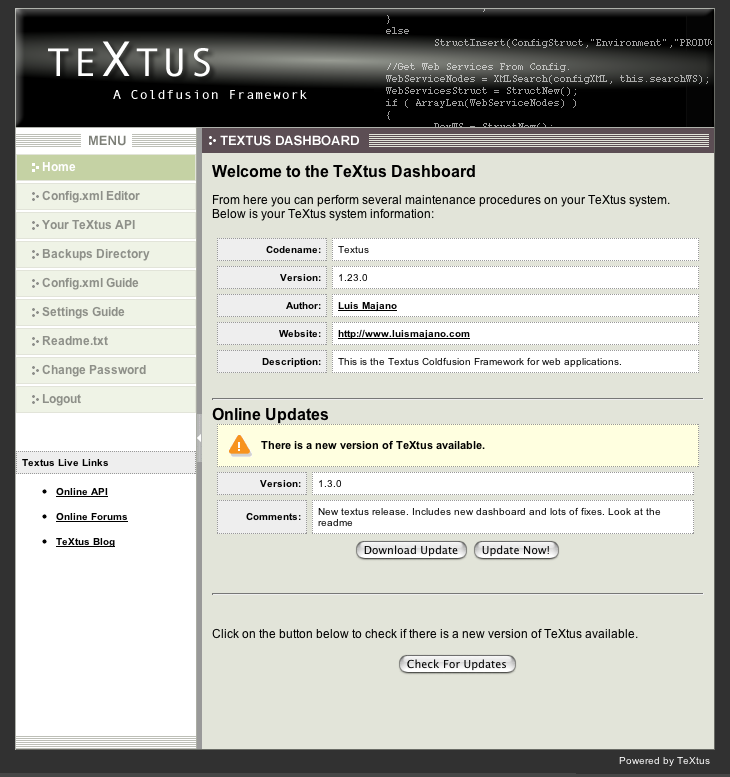 TEXTUS
A Coldfusion Framework
}
else
StructInsert(ConfigStruct,"Environment","PRODU
//Get Web Services From Config.
WebServiceNodes = XMLSearch(configXML, this.searchWS);
WebServicesStruct = StructNew();
if ( ArrayLen(WebServiceNodes) )
{
DevWS = StructNew();
MENU
Home
Config.xml Editor
Your TeXtus API
Backups Directory
Config.xml Guide
Settings Guide
Readme.txt
Change Password
Logout
Textus Live Links
Online API
Online Forums
TeXtus Blog
TEXTUS DASHBOARD
Welcome to the TeXtus Dashboard
From here you can perform several maintenance procedures on your TeXtus system.
Below is your TeXtus system information:
Codename: Textus
Version: 1.23.0
Author: Luis Majano
Website: http://www.luismajano.com
Description: This is the Textus Coldfusion Framework for web applications.
Online Updates
There is a new version of TeXtus available.
Version: 1.3.0
Comments: New textus release. Includes new dashboard and lots of fixes. Look at the
readme
Download Update Update Now!
Click on the button below to check if there is a new version of TeXtus available.
Check For Updates
Powered by TeXtus